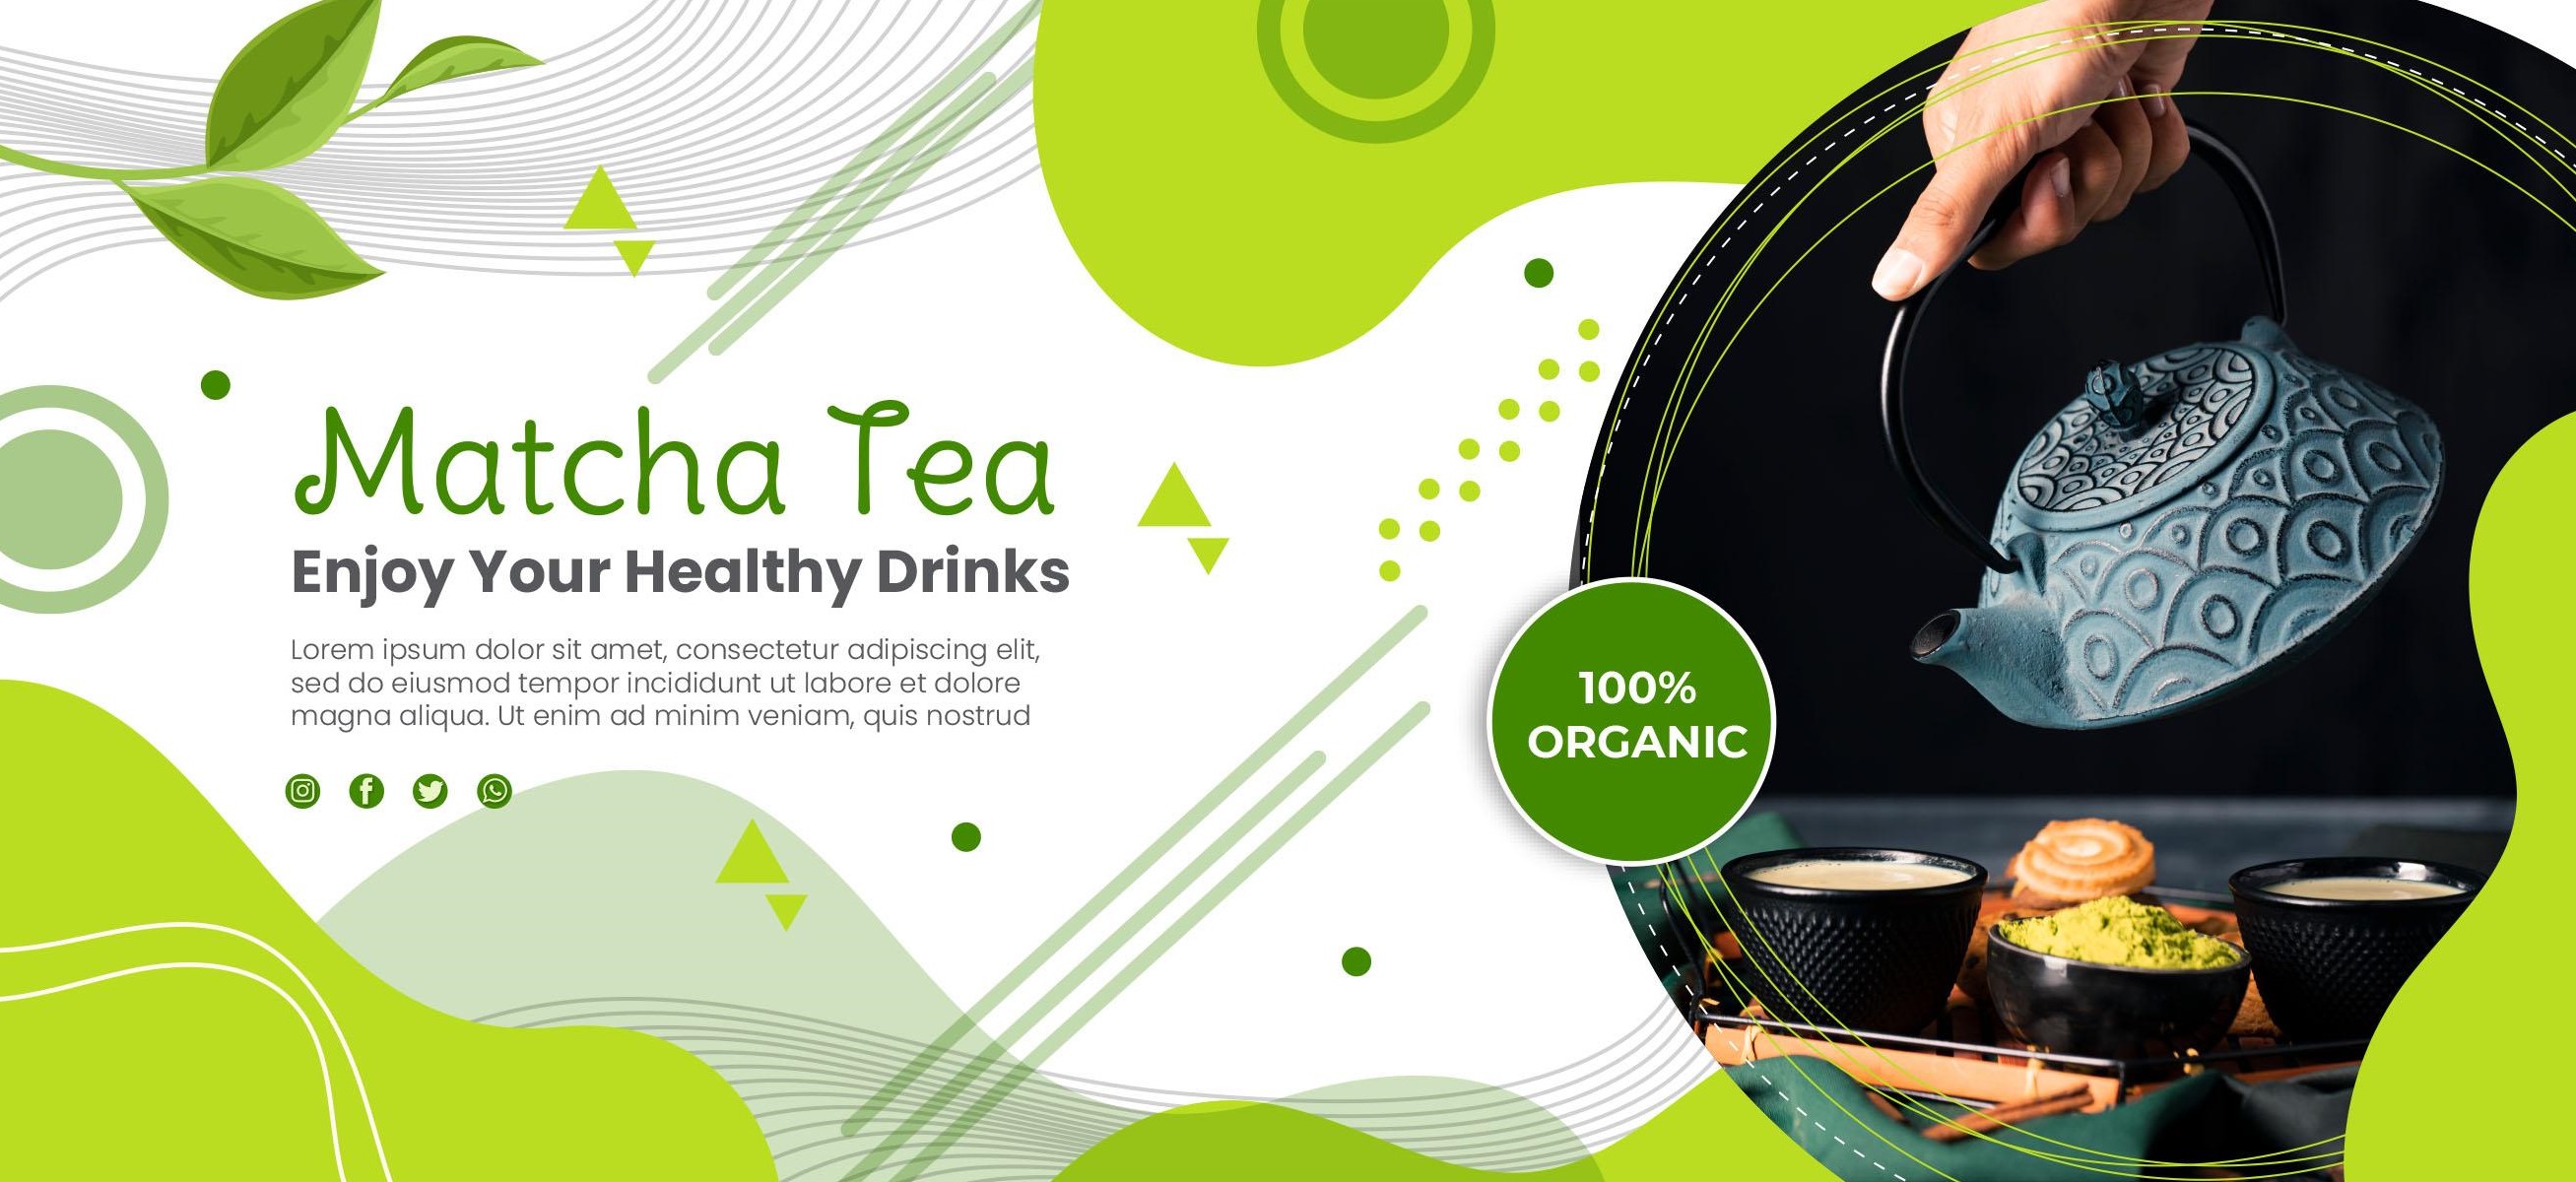 Matcha Tea
Enjoy Your Healthy Drinks
Lorem ipsum dolor sit amet, consectetur adipiscing elit,
sed do eiusmod tempor incididunt ut labore et dolore
magna aliqua. Ut enim ad minim veniam, quis nostrud
100%
ORGANIC